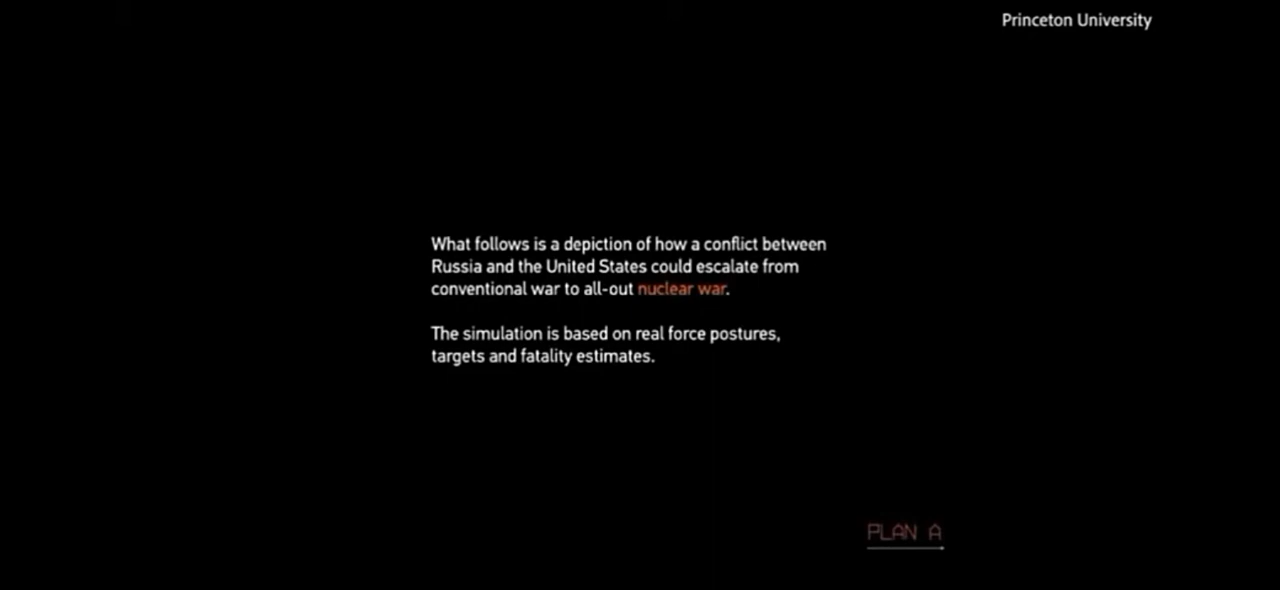 Princeton University
What follows is a depiction of how a conflict between
Russia and the United States could escalate from
conventional war to all-out nuclear war.
The simulation is based on real force postures,
targets and fatality estimates.
PLAN A